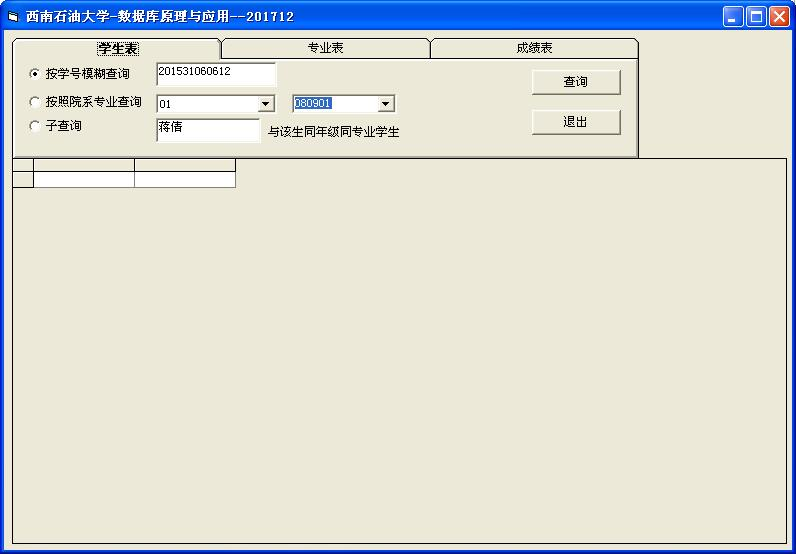 西南石油大学-数据库原理与应用--201712
学生表 专业表 成绩表
按学号模糊查询 201531060612 查询
按照院系专业查询 01 080901
子查询 蒋倩 与该生同年级同专业学生 退出